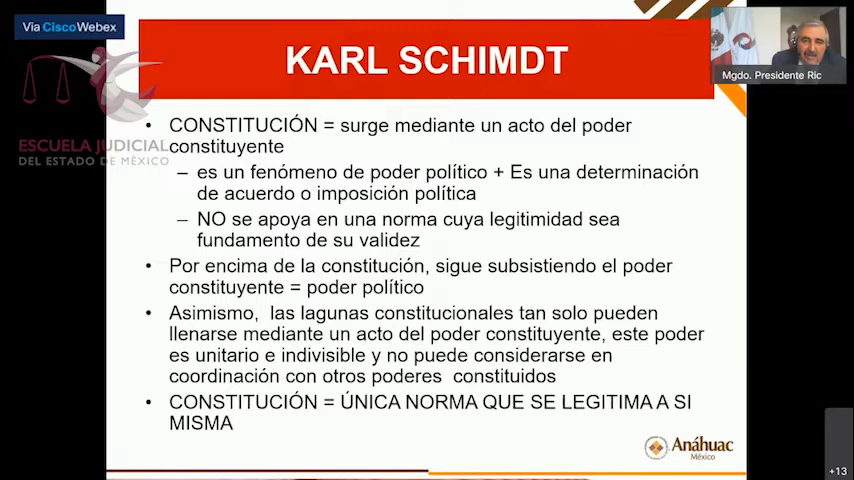 Vía Cisco Webex
KARL SCHIMDT
Mgdo. Presidente Ric
ESCUELA JUDICIAL
DEL ESTADO DE MÉXICO
• CONSTITUCIÓN = surge mediante un acto del poder
constituyente
– es un fenómeno de poder político + Es una determinación
de acuerdo o imposición política
– NO se apoya en una norma cuya legitimidad sea
fundamento de su validez
• Por encima de la constitución, sigue subsistiendo el poder
constituyente = poder político
• Asimismo, las lagunas constitucionales tan solo pueden
llenarse mediante un acto del poder constituyente, este poder
es unitario e indivisible y no puede considerarse en
coordinación con otros poderes constituidos
• CONSTITUCIÓN = ÚNICA NORMA QUE SE LEGITIMA A SI
MISMA
Anáhuac
México
+13